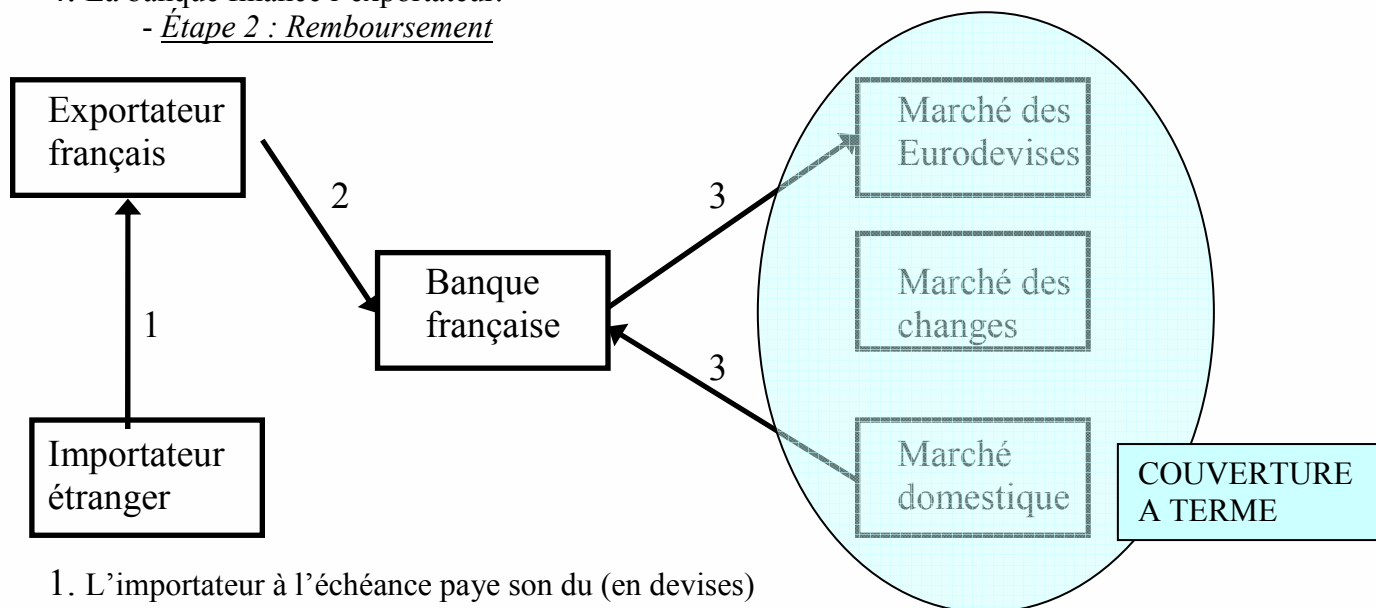 4. La banque finance l'exportateur.
- Étape 2 : Remboursement
Exportateur
français
Marché des
Eurodevises
2
3
Banque
française
Marché des
changes
1
3
Importateur
étranger
Marché
domestique
COUVERTURE
A TERME
1. L'importateur à l'échéance paye son du (en devises)